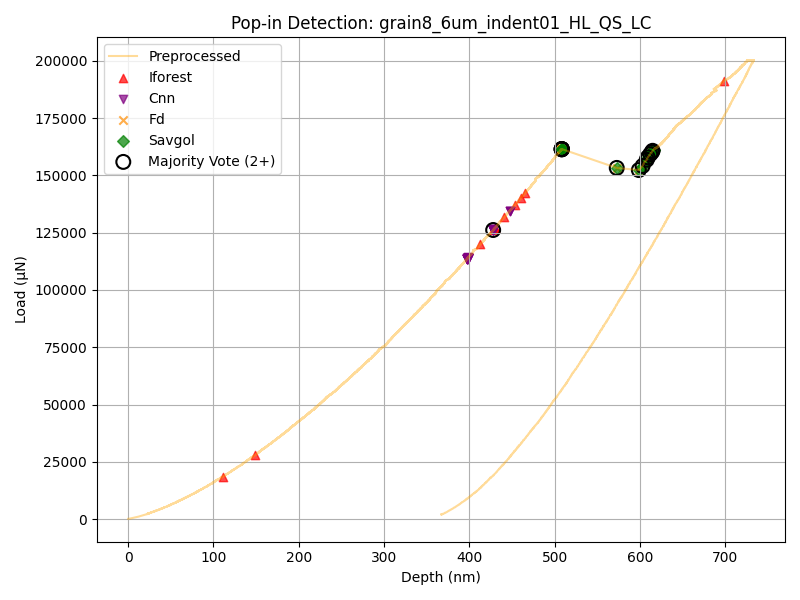 Pop-in Detection: grain8_6um_indent01_HL_QS_LC
Preprocessed
Iforest
Cnn
Fd
Savgol
Majority Vote (2+)
200000
175000
150000
125000
100000
75000
50000
25000
0
Load (µN)
0 100 200 300 400 500 600 700
Depth (nm)